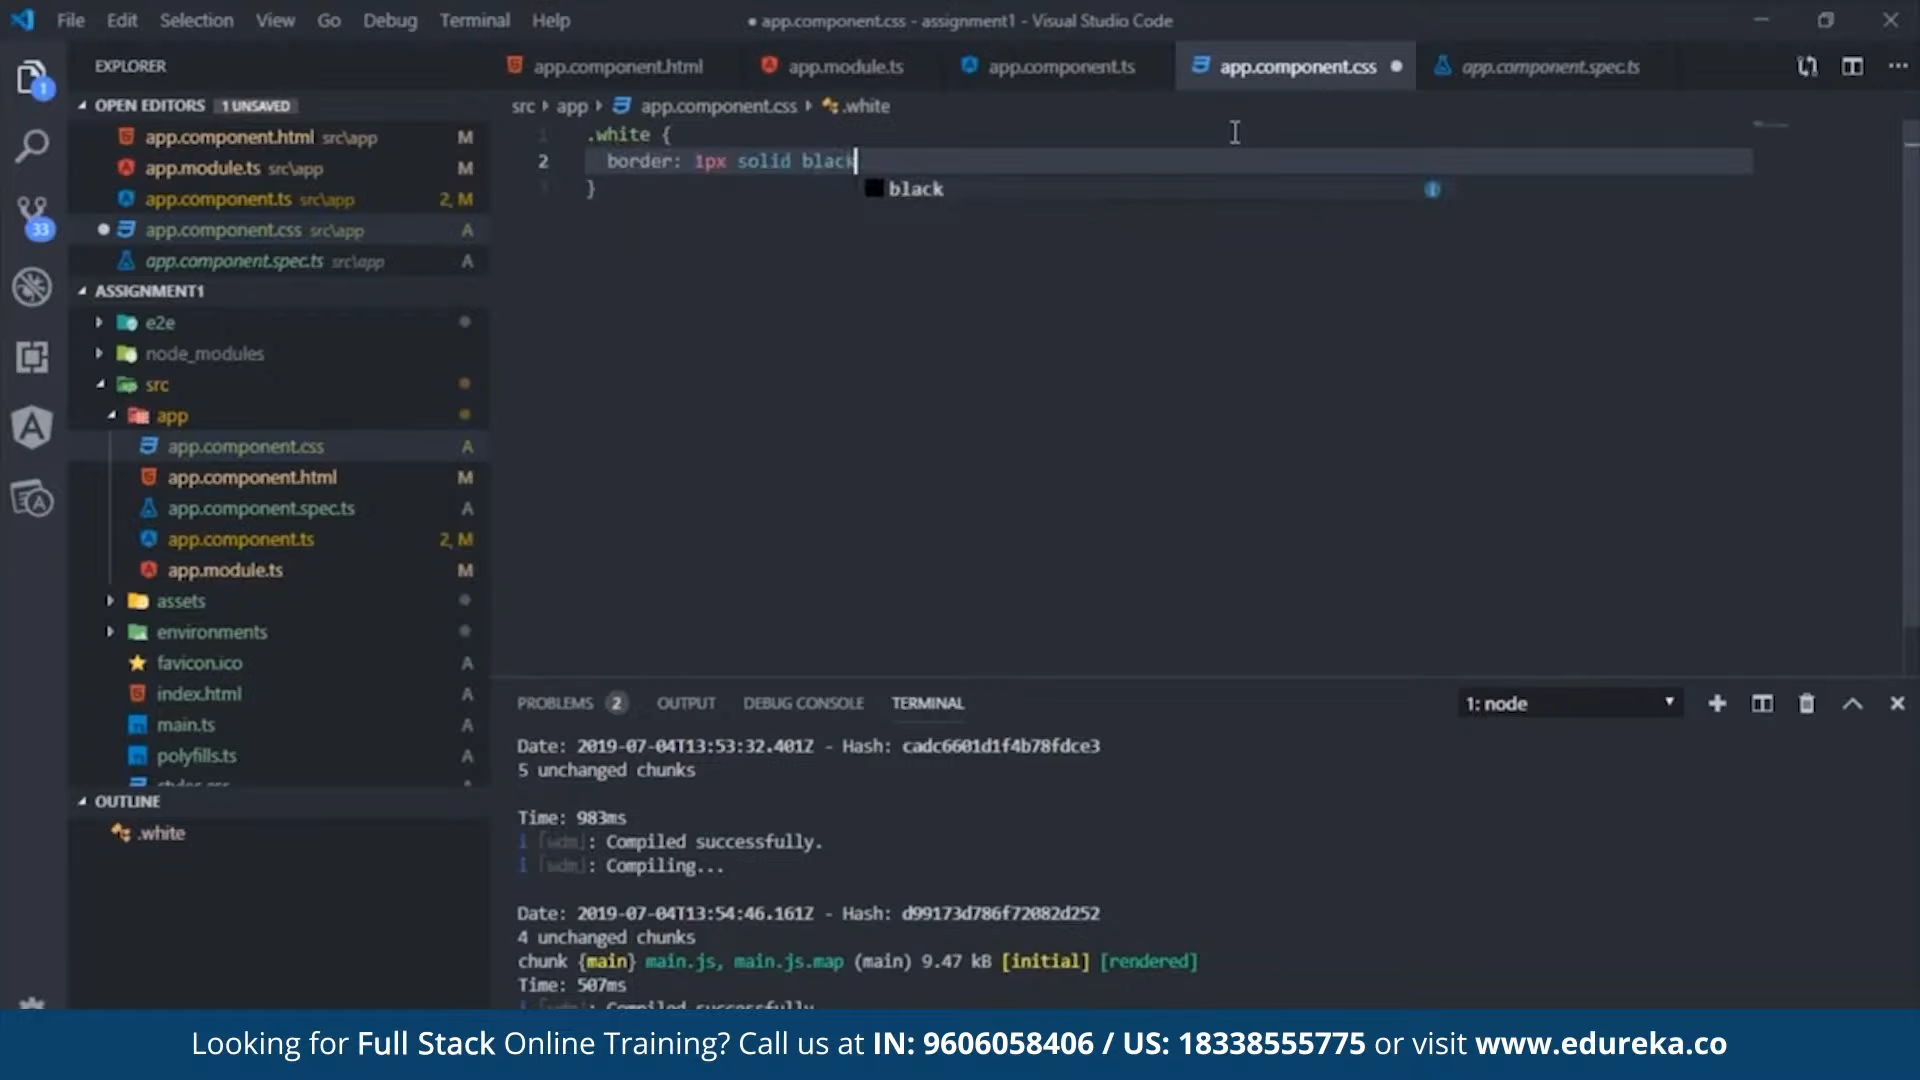 File Edit Selection View Go Debug Terminal Help
● app.component.css - assignment1 - Visual Studio Code
EXPLORER
OPEN EDITORS 1 UNSAVED
app.component.html src\app M
app.module.ts src\app M
app.component.ts src\app 2, M
app.component.css src\app A
app.component.spec.ts src\app A
ASSIGNMENT1
e2e
node_modules
src
app
app.component.css A
app.component.html M
app.component.spec.ts A
app.component.ts 2, M
app.module.ts M
assets
environments
favicon.ico A
index.html A
main.ts A
polyfills.ts A
OUTLINE
.white
1
33
app.component.html app.module.ts app.component.ts app.component.css app.component.spec.ts
src app app.component.css .white
1 .white {
2 border: 1px solid black
3 }
black
PROBLEMS 2 OUTPUT DEBUG CONSOLE TERMINAL
1: node
Date: 2019-07-04T13:53:32.401Z - Hash: cadc6601d1f4b78fdce3
5 unchanged chunks
Time: 983ms
i [wdm]: Compiled successfully.
i [wdm]: Compiling...
Date: 2019-07-04T13:54:46.161Z - Hash: d99173d786f72082d252
4 unchanged chunks
chunk {main} main.js, main.js.map (main) 9.47 kB [initial] [rendered]
Time: 507ms
Looking for Full Stack Online Training? Call us at IN: 9606058406 / US: 18338555775 or visit www.edureka.co